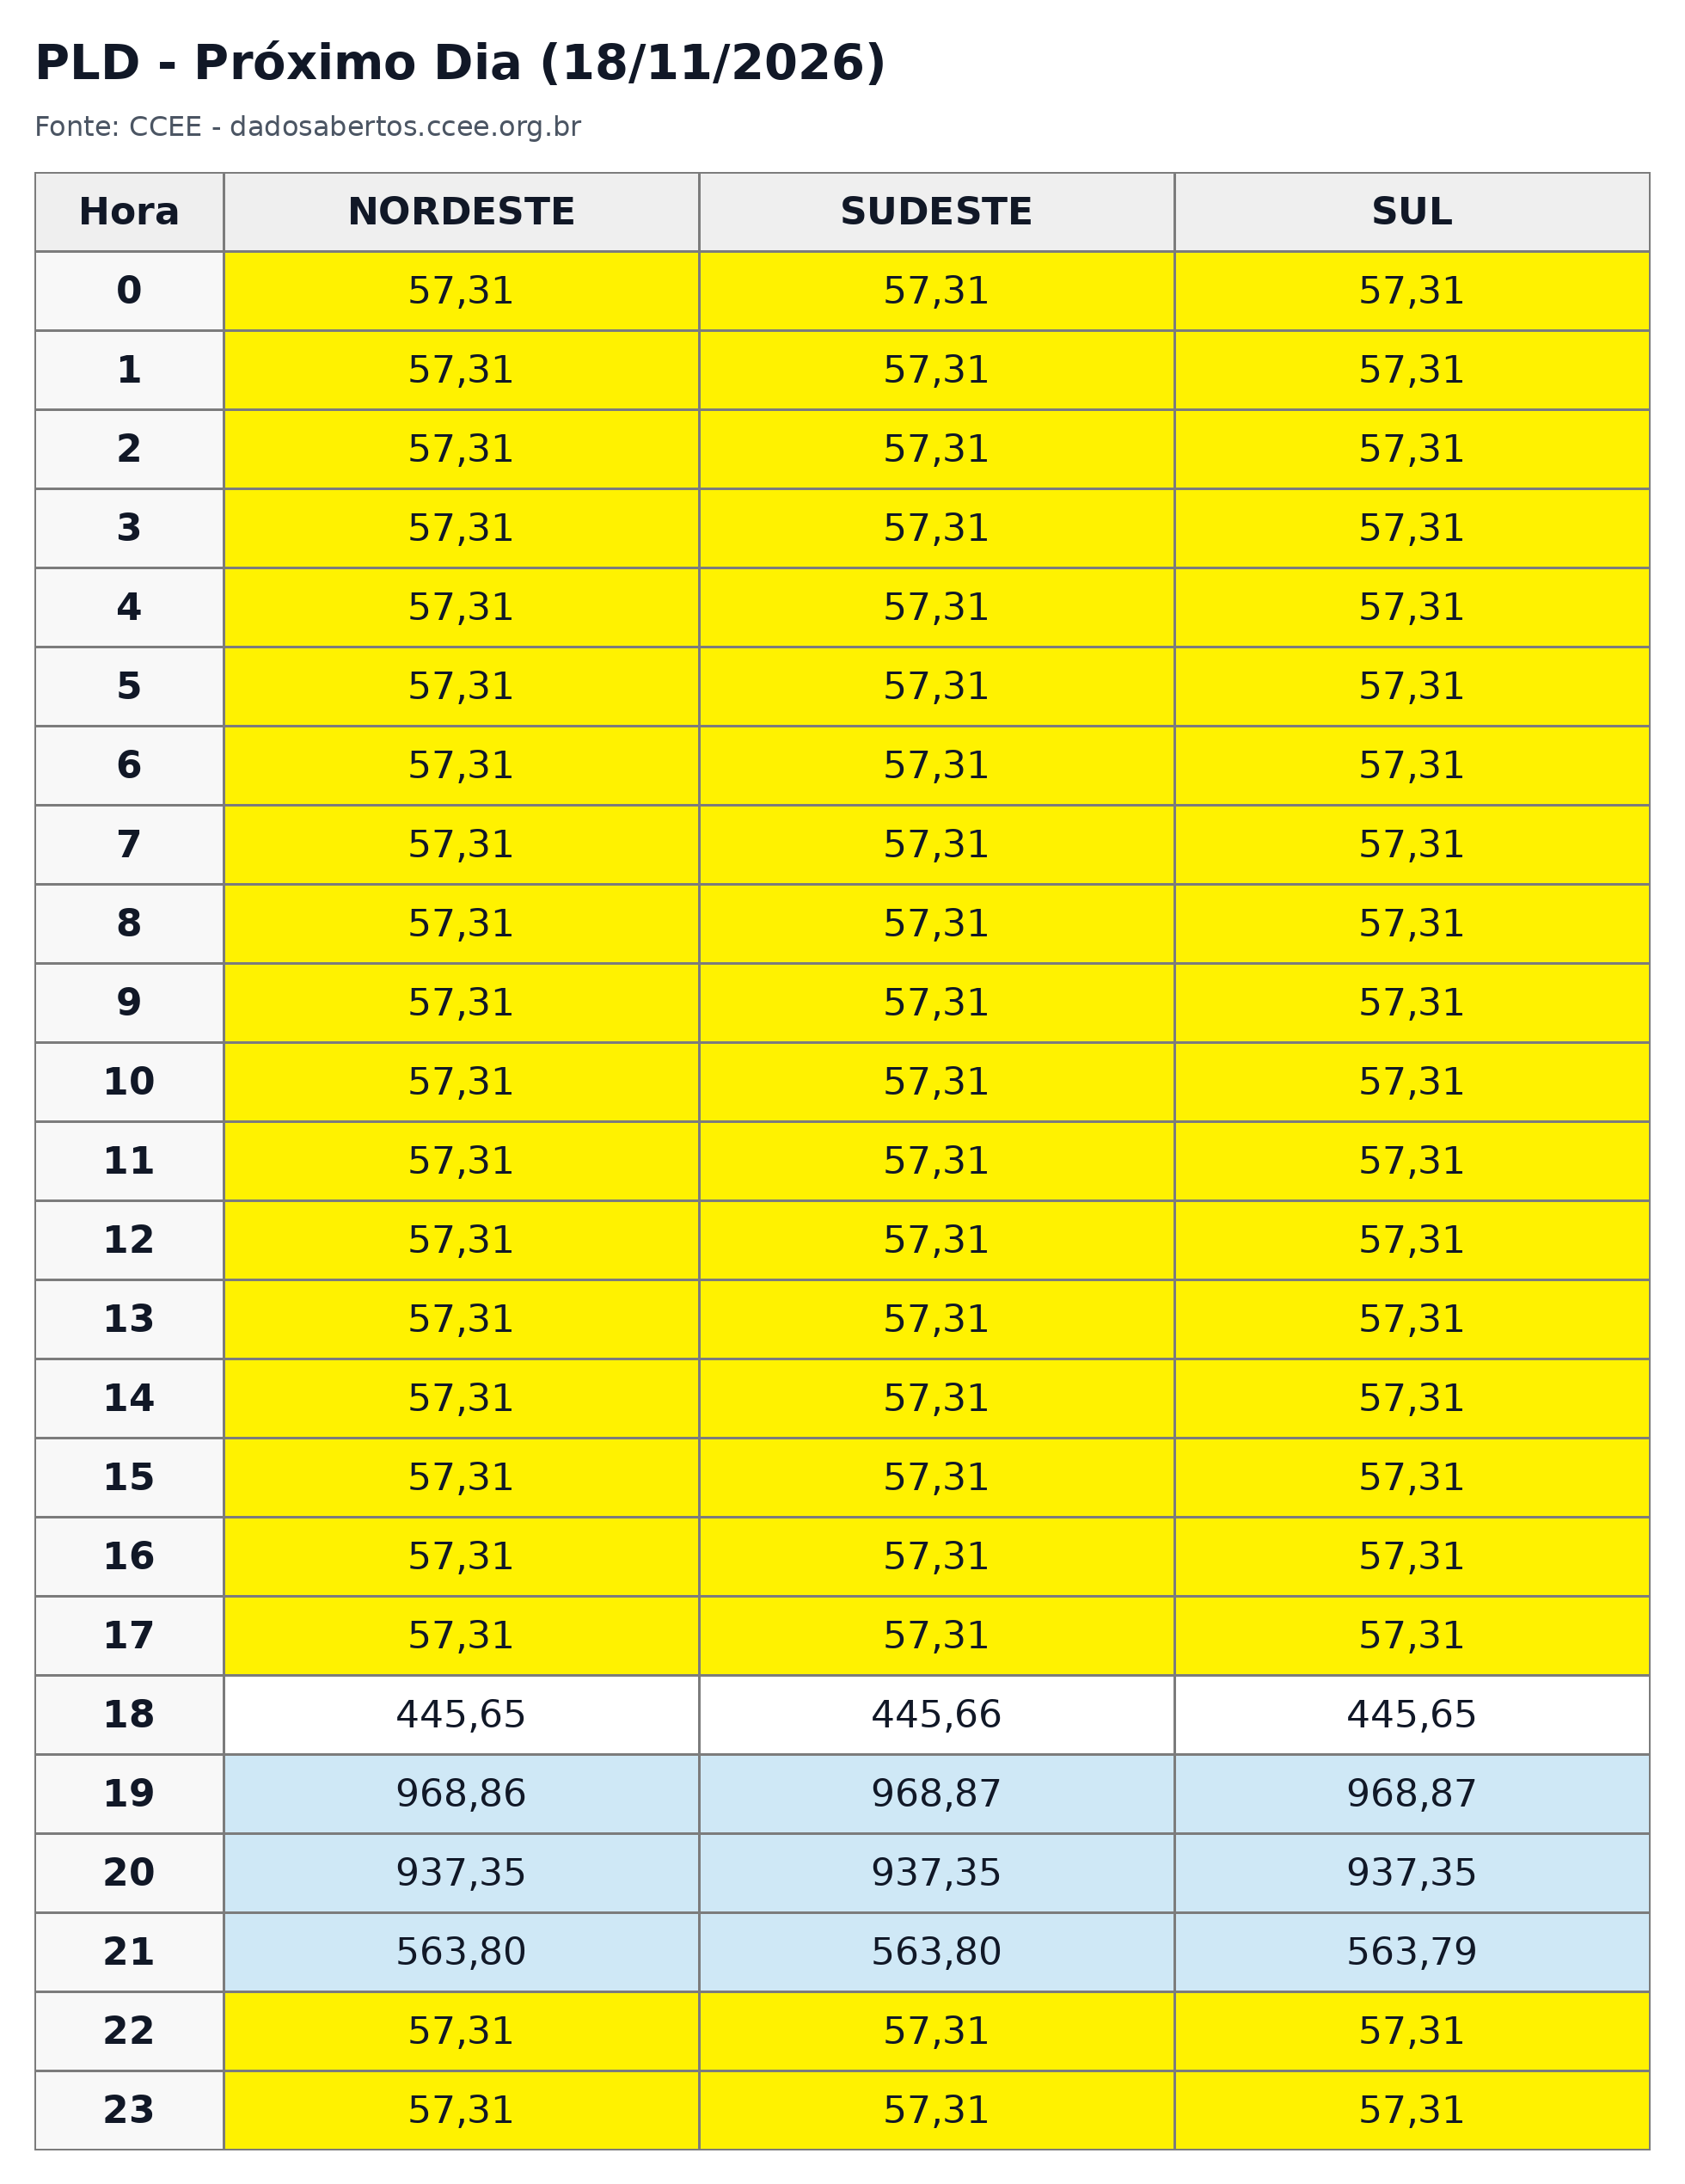 PLD - Próximo Dia (18/11/2026)
Fonte: CCEE - dadosabertos.ccee.org.br
Hora NORDESTE SUDESTE SUL
0 57,31 57,31 57,31
1 57,31 57,31 57,31
2 57,31 57,31 57,31
3 57,31 57,31 57,31
4 57,31 57,31 57,31
5 57,31 57,31 57,31
6 57,31 57,31 57,31
7 57,31 57,31 57,31
8 57,31 57,31 57,31
9 57,31 57,31 57,31
10 57,31 57,31 57,31
11 57,31 57,31 57,31
12 57,31 57,31 57,31
13 57,31 57,31 57,31
14 57,31 57,31 57,31
15 57,31 57,31 57,31
16 57,31 57,31 57,31
17 57,31 57,31 57,31
18 445,65 445,66 445,65
19 968,86 968,87 968,87
20 937,35 937,35 937,35
21 563,80 563,80 563,79
22 57,31 57,31 57,31
23 57,31 57,31 57,31